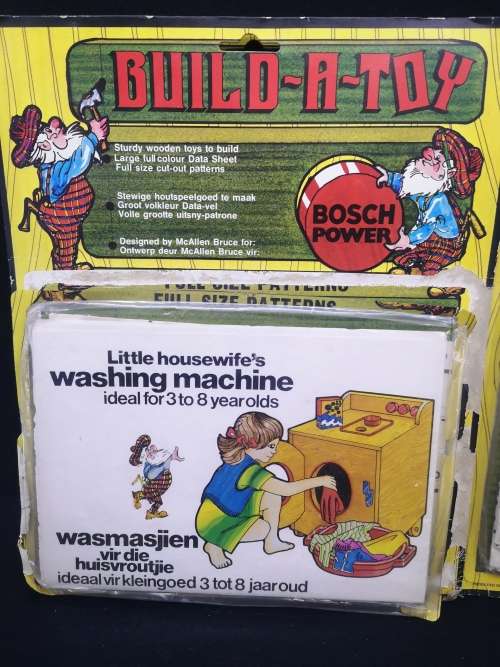 BUILD-A-TOY
Sturdy wooden toys to build
Large full colour Data Sheet
Full size cut-out patterns
Stewige houtspeelgoed te maak
Groot volkleur Data-vel
Volle grootte uitsny-patrone
Designed by McAllen Bruce for:
Ontwerp deur McAllen Bruce vir:
BOSCH
POWER
FULL SIZE PATTERNS
FULL SIZE PATTERNS
Little housewife's
washing machine
ideal for 3 to 8 year olds
wasmasjien
vir die
huisvroutjie
ideaal vir kleingoed 3 tot 8 jaar oud